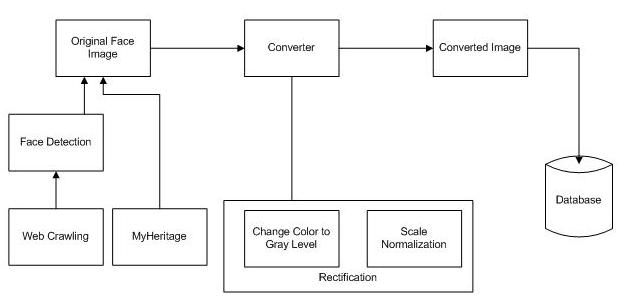 Original Face
Image
Converter
Converted Image
Face Detection
Database
Web Crawling
MyHeritage
Change Color to
Gray Level
Scale
Normalization
Rectification